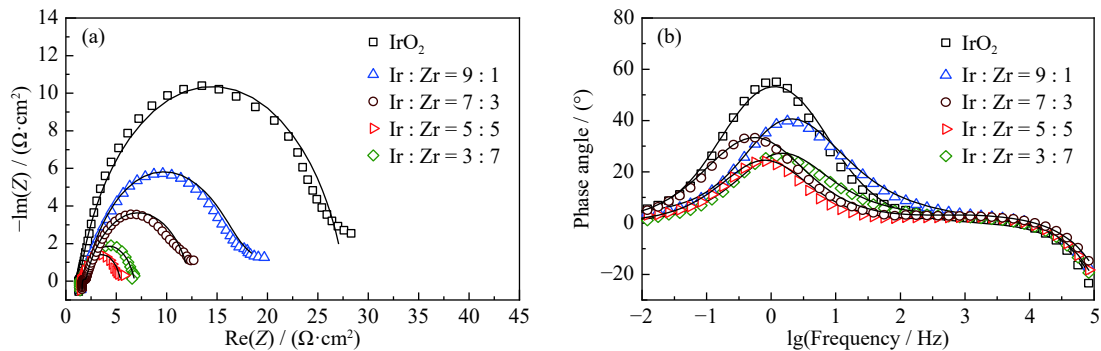 (a)
IrO2
Ir : Zr = 9 : 1
Ir : Zr = 7 : 3
Ir : Zr = 5 : 5
Ir : Zr = 3 : 7
14
12
10
8
6
4
2
0
−Im(Z) / (Ω·cm²)
0 5 10 15 20 25 30 35 40 45
Re(Z) / (Ω·cm²)
(b)
IrO2
Ir : Zr = 9 : 1
Ir : Zr = 7 : 3
Ir : Zr = 5 : 5
Ir : Zr = 3 : 7
80
60
40
20
0
−20
Phase angle / (°)
−2 −1 0 1 2 3 4 5
lg(Frequency / Hz)